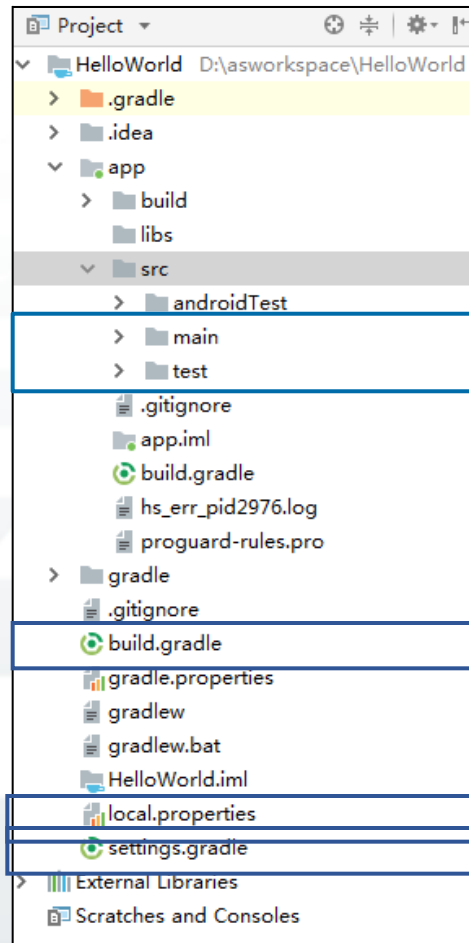 Project
HelloWorld D:\asworkspace\HelloWorld
.gradle
.idea
app
build
libs
src
androidTest
main
test
.gitignore
app.iml
build.gradle
hs_err_pid2976.log
proguard-rules.pro
gradle
.gitignore
build.gradle
gradle.properties
gradlew
gradlew.bat
HelloWorld.iml
local.properties
settings.gradle
External Libraries
Scratches and Consoles